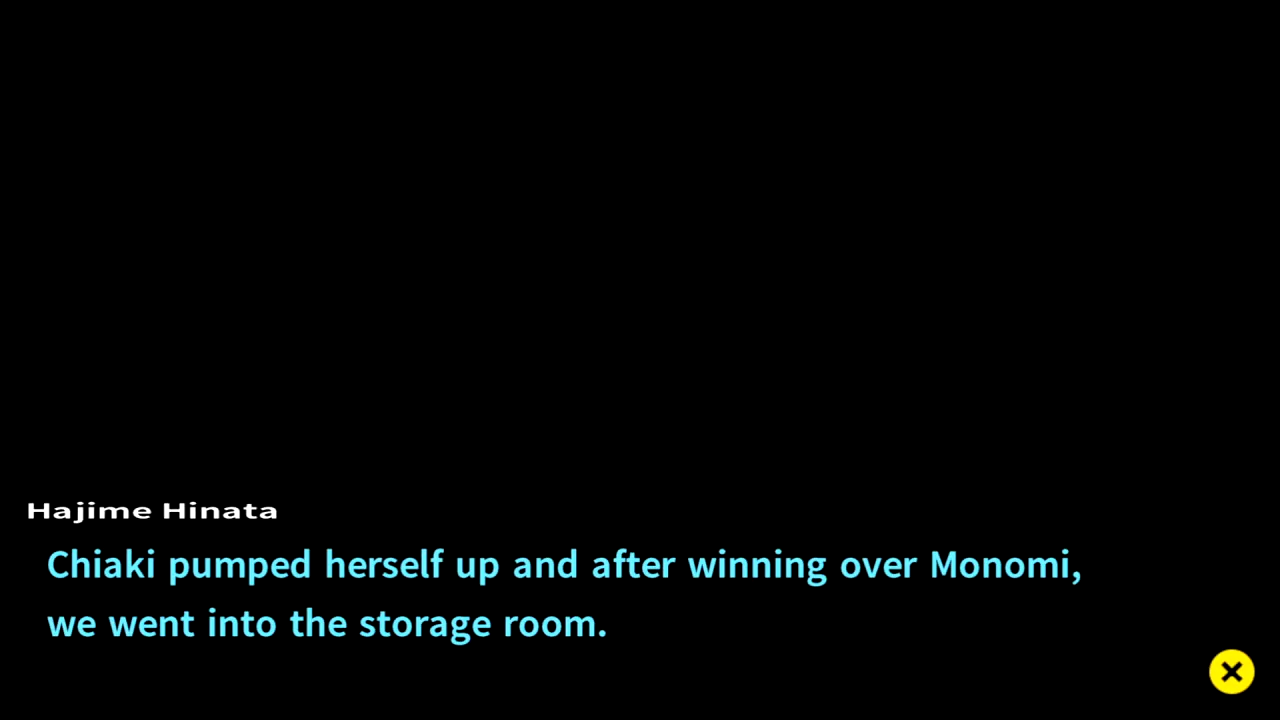 Hajime Hinata
Chiaki pumped herself up and after winning over Monomi,
we went into the storage room.